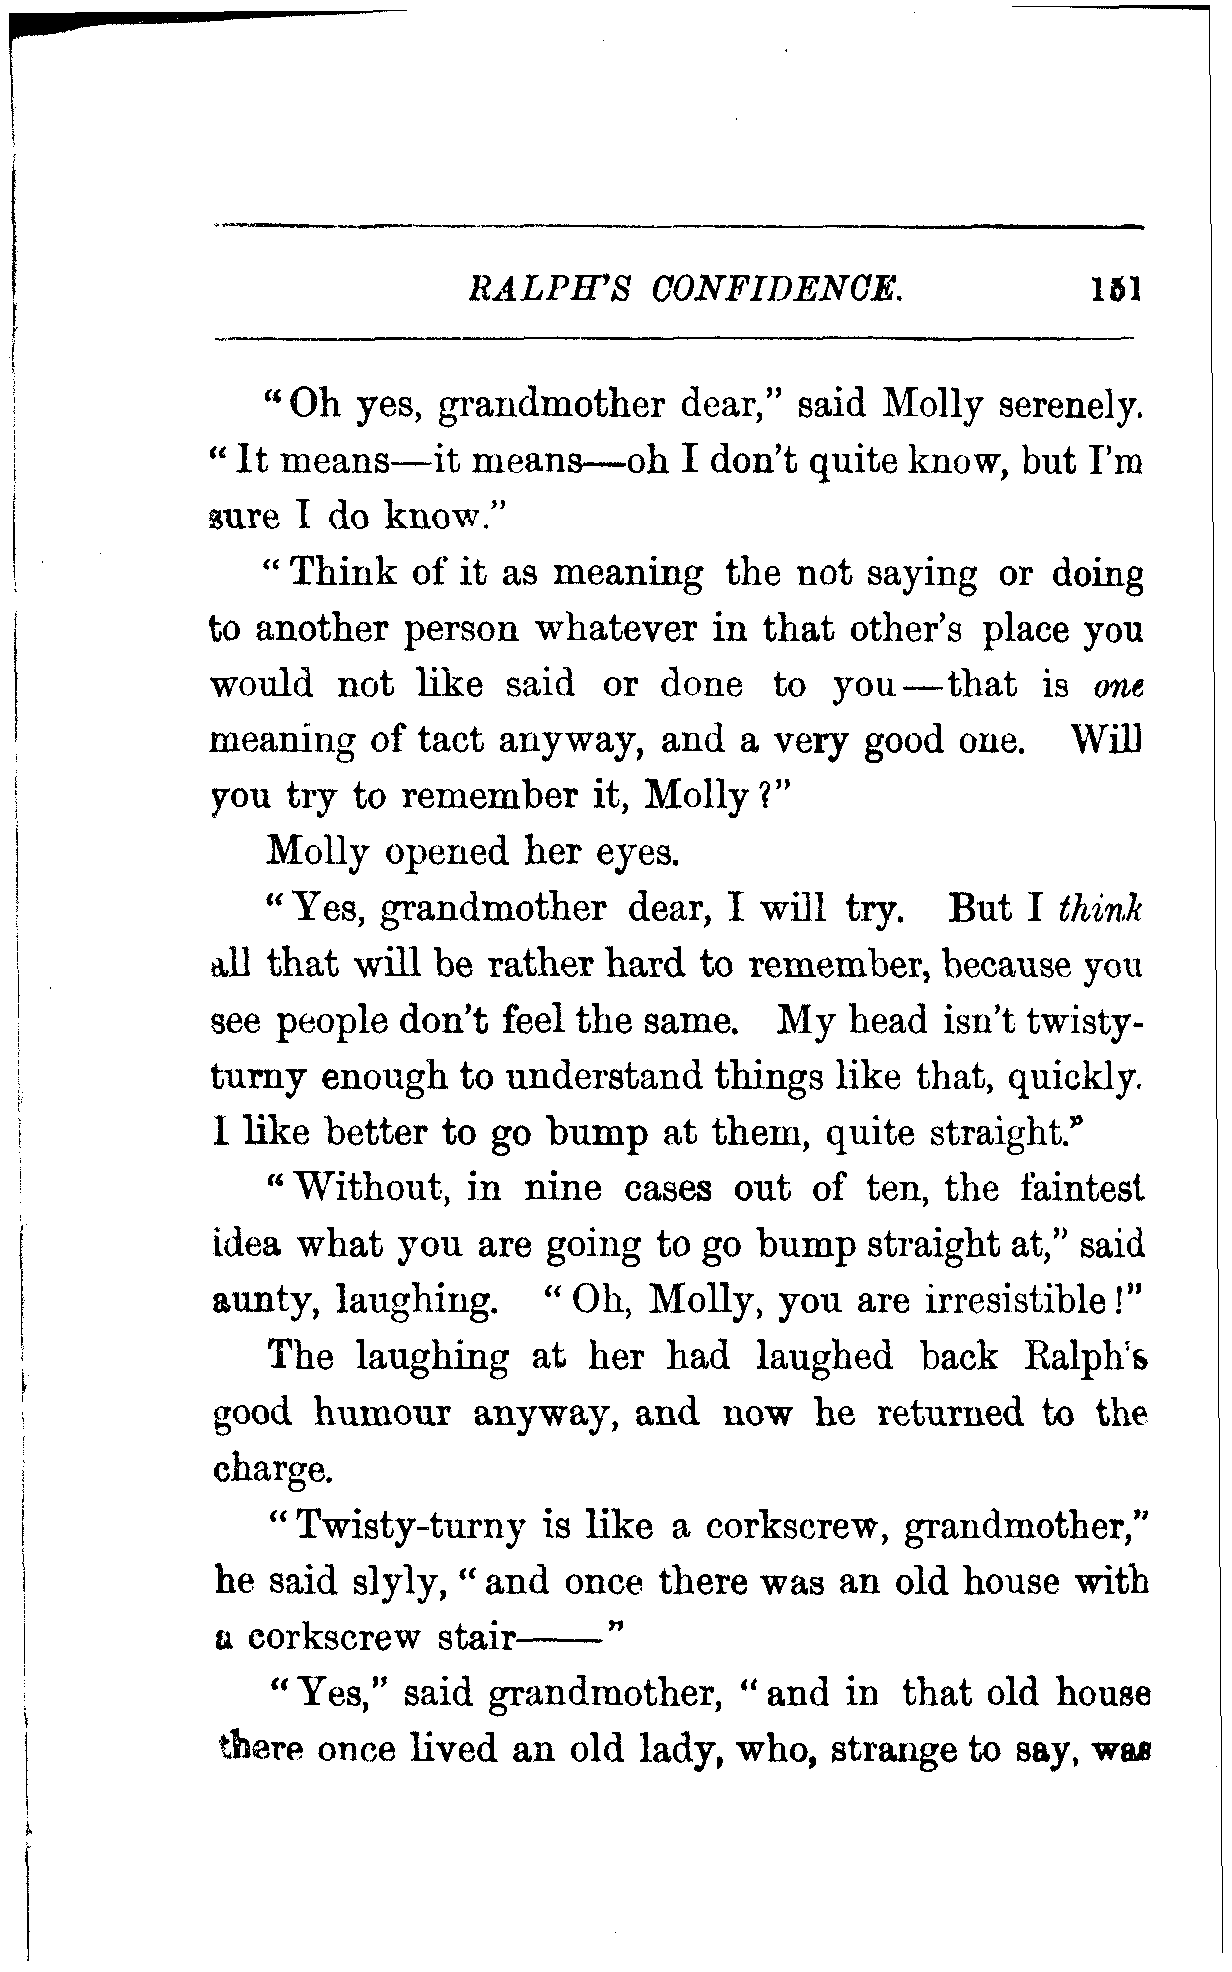 RALPH'S CONFIDENCE. 151
"Oh yes, grandmother dear," said Molly serenely.
"It means—it means—oh I don't quite know, but I'm
sure I do know."
"Think of it as meaning the not saying or doing
to another person whatever in that other's place you
would not like said or done to you—that is one
meaning of tact anyway, and a very good one. Will
you try to remember it, Molly?"
Molly opened her eyes.
"Yes, grandmother dear, I will try. But I think
all that will be rather hard to remember, because you
see people don't feel the same. My head isn't twisty-
turny enough to understand things like that, quickly.
I like better to go bump at them, quite straight."
"Without, in nine cases out of ten, the faintest
idea what you are going to go bump straight at," said
aunty, laughing. "Oh, Molly, you are irresistible!"
The laughing at her had laughed back Ralph's
good humour anyway, and now he returned to the
charge.
"Twisty-turny is like a corkscrew, grandmother,"
he said slyly, "and once there was an old house with
a corkscrew stair——"
"Yes," said grandmother, "and in that old house
there once lived an old lady, who, strange to say, was